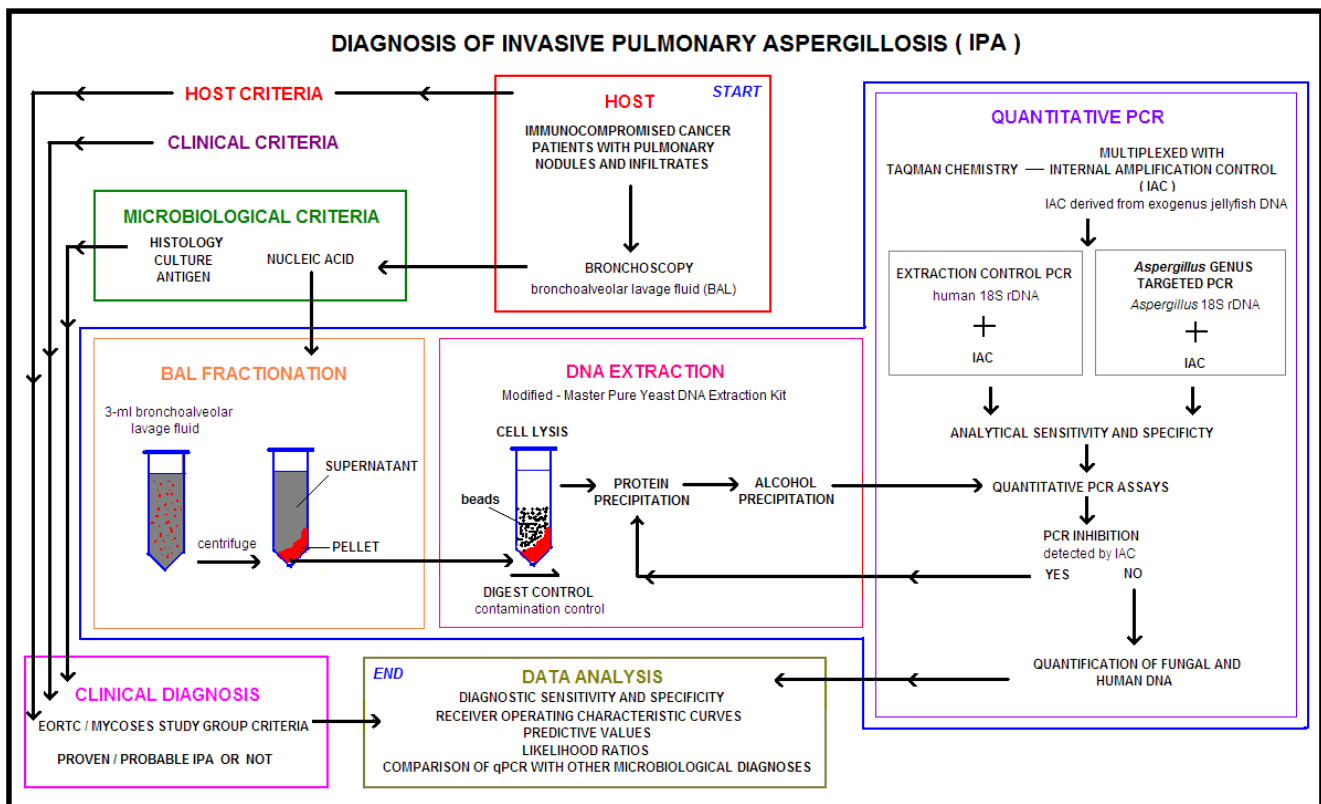 DIAGNOSIS OF INVASIVE PULMONARY ASPERGILLOSIS ( IPA )
HOST CRITERIA
CLINICAL CRITERIA
START
HOST
IMMUNOCOMPROMISED CANCER
PATIENTS WITH PULMONARY
NODULES AND INFILTRATES
BRONCHOSCOPY
bronchoalveolar lavage fluid (BAL)
MICROBIOLOGICAL CRITERIA
HISTOLOGY
CULTURE
ANTIGEN
NUCLEIC ACID
BAL FRACTIONATION
3-ml bronchoalveolar
lavage fluid
centrifuge
SUPERNATANT
PELLET
DNA EXTRACTION
Modified - Master Pure Yeast DNA Extraction Kit
CELL LYSIS
beads
DIGEST CONTROL
contamination control
PROTEIN
PRECIPITATION
ALCOHOL
PRECIPITATION
QUANTITATIVE PCR
TAQMAN CHEMISTRY
MULTIPLEXED WITH
INTERNAL AMPLIFICATION CONTROL
( IAC )
IAC derived from exogenus jellyfish DNA
EXTRACTION CONTROL PCR
human 18S rDNA
+
IAC
Aspergillus GENUS
TARGETED PCR
Aspergillus 18S rDNA
+
IAC
ANALYTICAL SENSITIVITY AND SPECIFICTY
QUANTITATIVE PCR ASSAYS
PCR INHIBITION
detected by IAC
YES
NO
QUANTIFICATION OF FUNGAL AND
HUMAN DNA
CLINICAL DIAGNOSIS
EORTC / MYCOSES STUDY GROUP CRITERIA
PROVEN / PROBABLE IPA OR NOT
END
DATA ANALYSIS
DIAGNOSTIC SENSITIVITY AND SPECIFICITY
RECEIVER OPERATING CHARACTERISTIC CURVES
PREDICTIVE VALUES
LIKELIHOOD RATIOS
COMPARISON OF qPCR WITH OTHER MICROBIOLOGICAL DIAGNOSES